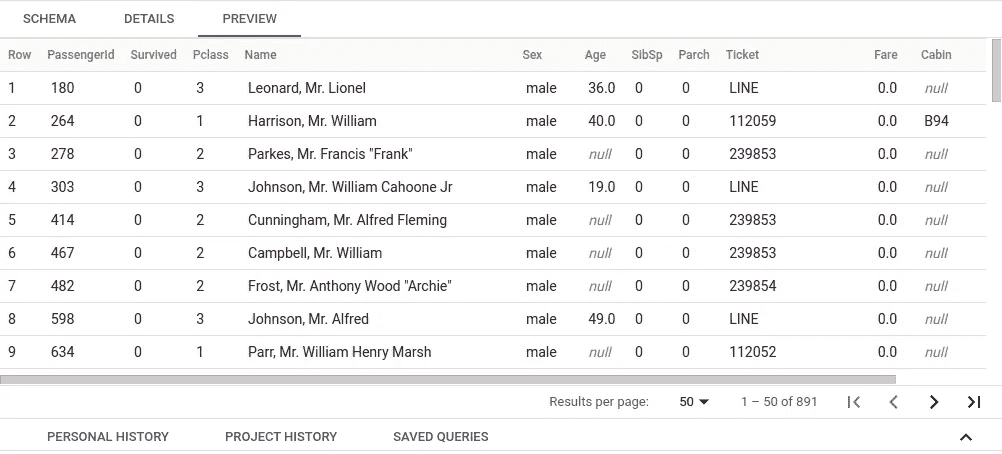 SCHEMA DETAILS PREVIEW
Row PassengerId Survived Pclass Name Sex Age SibSp Parch Ticket Fare Cabin
1 180 0 3 Leonard, Mr. Lionel male 36.0 0 0 LINE 0.0 null
2 264 0 1 Harrison, Mr. William male 40.0 0 0 112059 0.0 B94
3 278 0 2 Parkes, Mr. Francis "Frank" male null 0 0 239853 0.0 null
4 303 0 3 Johnson, Mr. William Cahoone Jr male 19.0 0 0 LINE 0.0 null
5 414 0 2 Cunningham, Mr. Alfred Fleming male null 0 0 239853 0.0 null
6 467 0 2 Campbell, Mr. William male null 0 0 239853 0.0 null
7 482 0 2 Frost, Mr. Anthony Wood "Archie" male null 0 0 239854 0.0 null
8 598 0 3 Johnson, Mr. Alfred male 49.0 0 0 LINE 0.0 null
9 634 0 1 Parr, Mr. William Henry Marsh male null 0 0 112052 0.0 null
Results per page: 50 1 – 50 of 891
PERSONAL HISTORY PROJECT HISTORY SAVED QUERIES